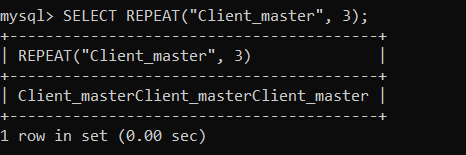 mysql> SELECT REPEAT("Client_master", 3);
+---------------------------------------+
| REPEAT("Client_master", 3)            |
+---------------------------------------+
| Client_masterClient_masterClient_master |
+---------------------------------------+
1 row in set (0.00 sec)